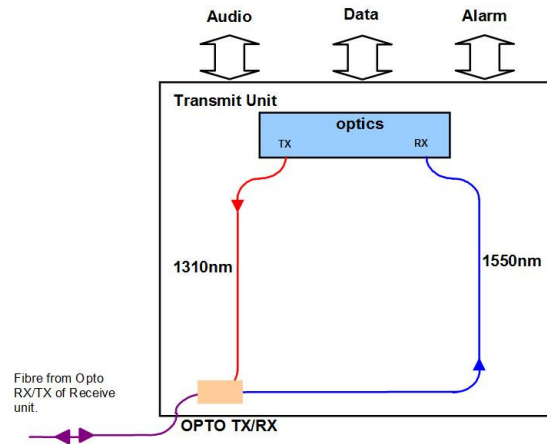 Audio
Data
Alarm
Transmit Unit
optics
TX
RX
1310nm
1550nm
Fibre from Opto
RX/TX of Receive
unit.
OPTO TX/RX